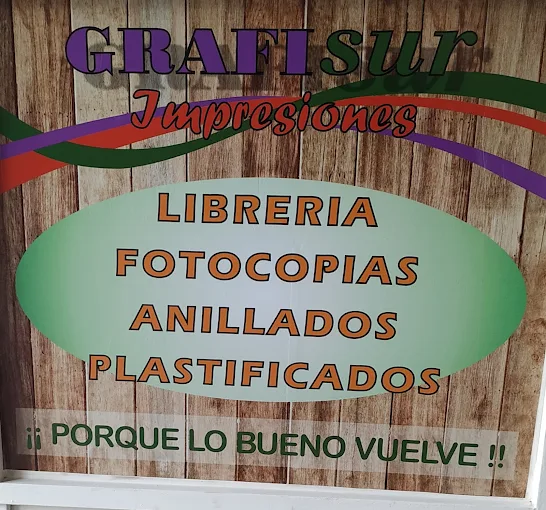 GRAFIsur
Impresiones
LIBRERIA
FOTOCOPIAS
ANILLADOS
PLASTIFICADOS
¡¡ PORQUE LO BUENO VUELVE !!